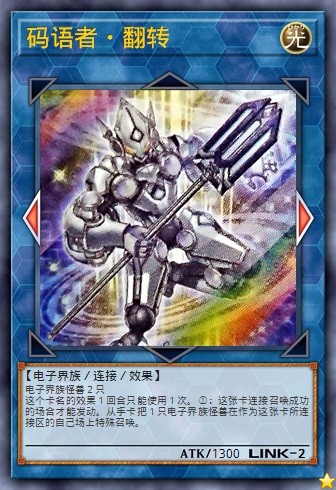 码语者·翻转
光
【电子界族／连接／效果】
电子界族怪兽２只
这个卡名的效果１回合只能使用１次。①：这张卡连接召唤成功
的场合才能发动。从手卡把１只电子界族怪兽在作为这张卡所连
接区的自己场上特殊召唤。
ATK/1300 LINK-2